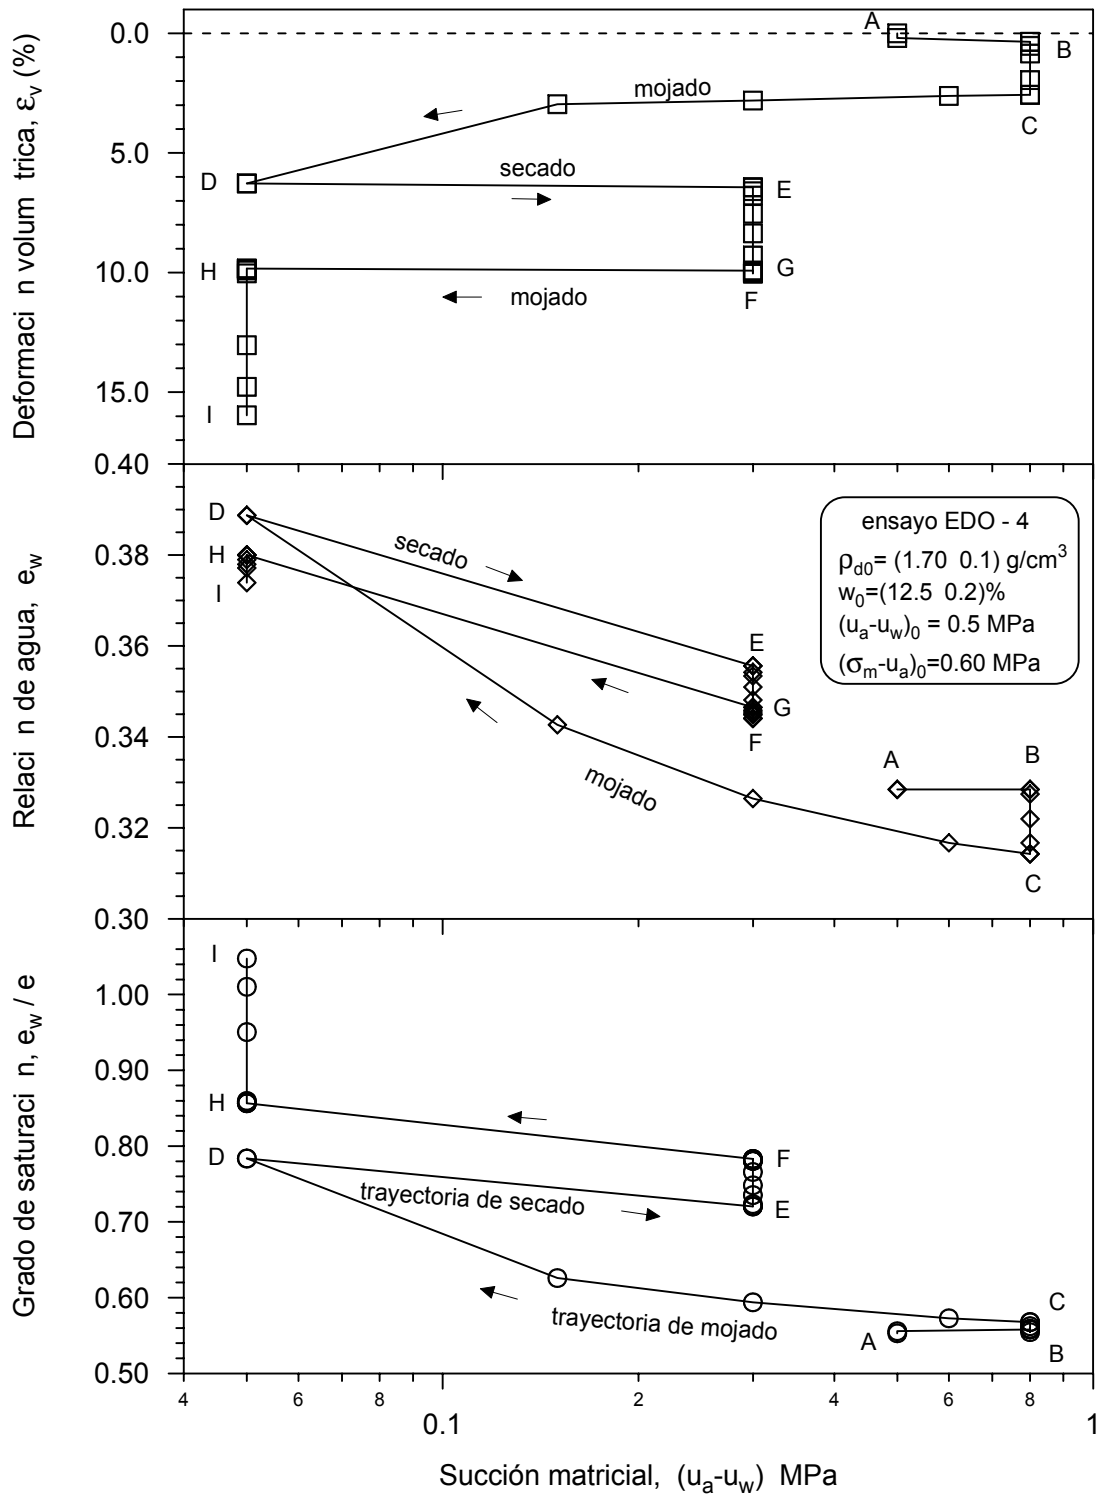 Deformaci n volum trica, εv (%)
0.0
5.0
10.0
15.0
A
B
mojado
C
D
secado
E
H
G
mojado
F
I
Relaci n de agua, ew
0.40
0.38
0.36
0.34
0.32
0.30
D
secado
H
I
E
G
F
mojado
A
B
C
ensayo EDO - 4
ρd0= (1.70 0.1) g/cm3
w0=(12.5 0.2)%
(ua-uw)0 = 0.5 MPa
(σm-ua)0=0.60 MPa
Grado de saturaci n, ew / e
1.00
0.90
0.80
0.70
0.60
0.50
I
H
D
F
trayectoria de secado
E
C
trayectoria de mojado
A
B
4 6 8 2 4 6 8
0.1 1
Succión matricial, (ua-uw) MPa